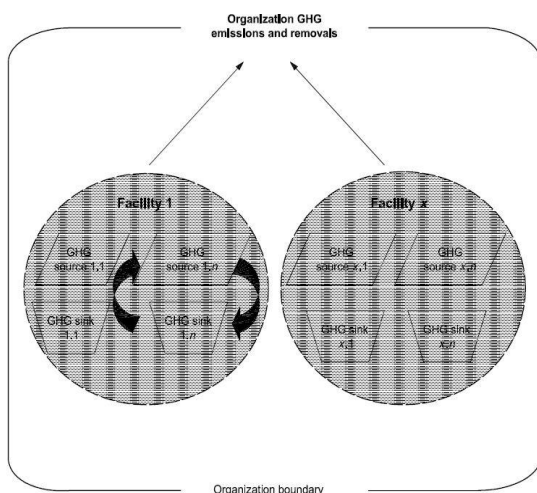 Organization GHG
emissions and removals
Facility 1
Facility x
GHG
source 1,1
GHG
source 1,n
GHG
source x,1
GHG
source x,n
GHG sink
1,1
GHG sink
1,n
GHG sink
x,1
GHG sink
x,n
Organization boundary